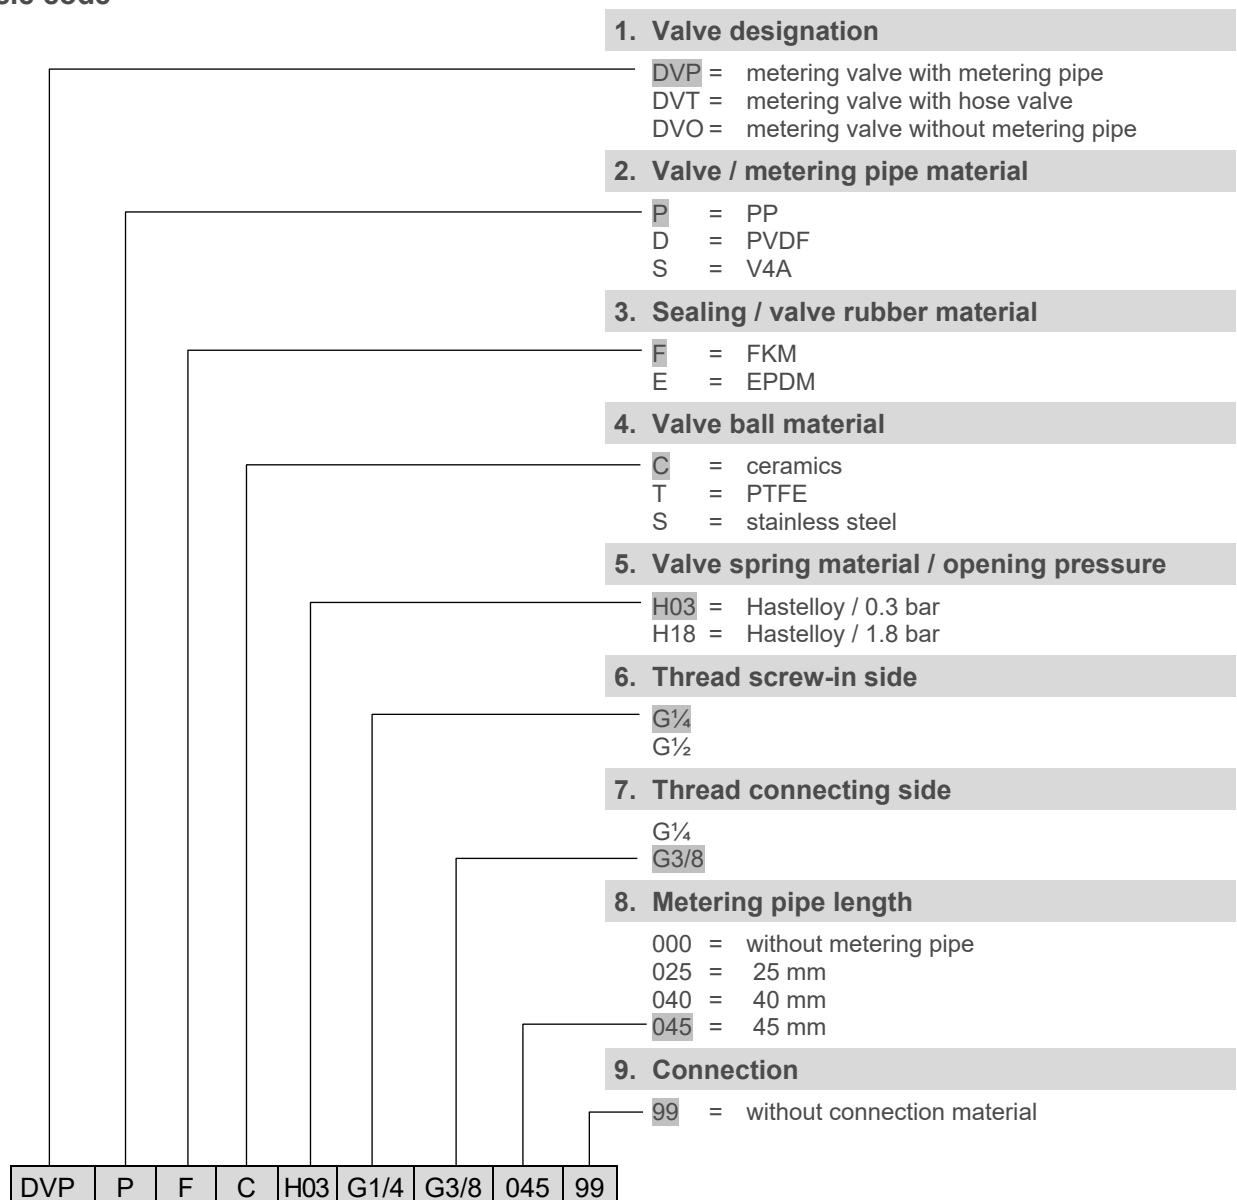 1. Valve designation
DVP = metering valve with metering pipe
DVT = metering valve with hose valve
DVO = metering valve without metering pipe
2. Valve / metering pipe material
P = PP
D = PVDF
S = V4A
3. Sealing / valve rubber material
F = FKM
E = EPDM
4. Valve ball material
C = ceramics
T = PTFE
S = stainless steel
5. Valve spring material / opening pressure
H03 = Hastelloy / 0.3 bar
H18 = Hastelloy / 1.8 bar
6. Thread screw-in side
G¼
G½
7. Thread connecting side
G¼
G3/8
8. Metering pipe length
000 = without metering pipe
025 = 25 mm
040 = 40 mm
045 = 45 mm
9. Connection
99 = without connection material
DVP P F C H03 G1/4 G3/8 045 99